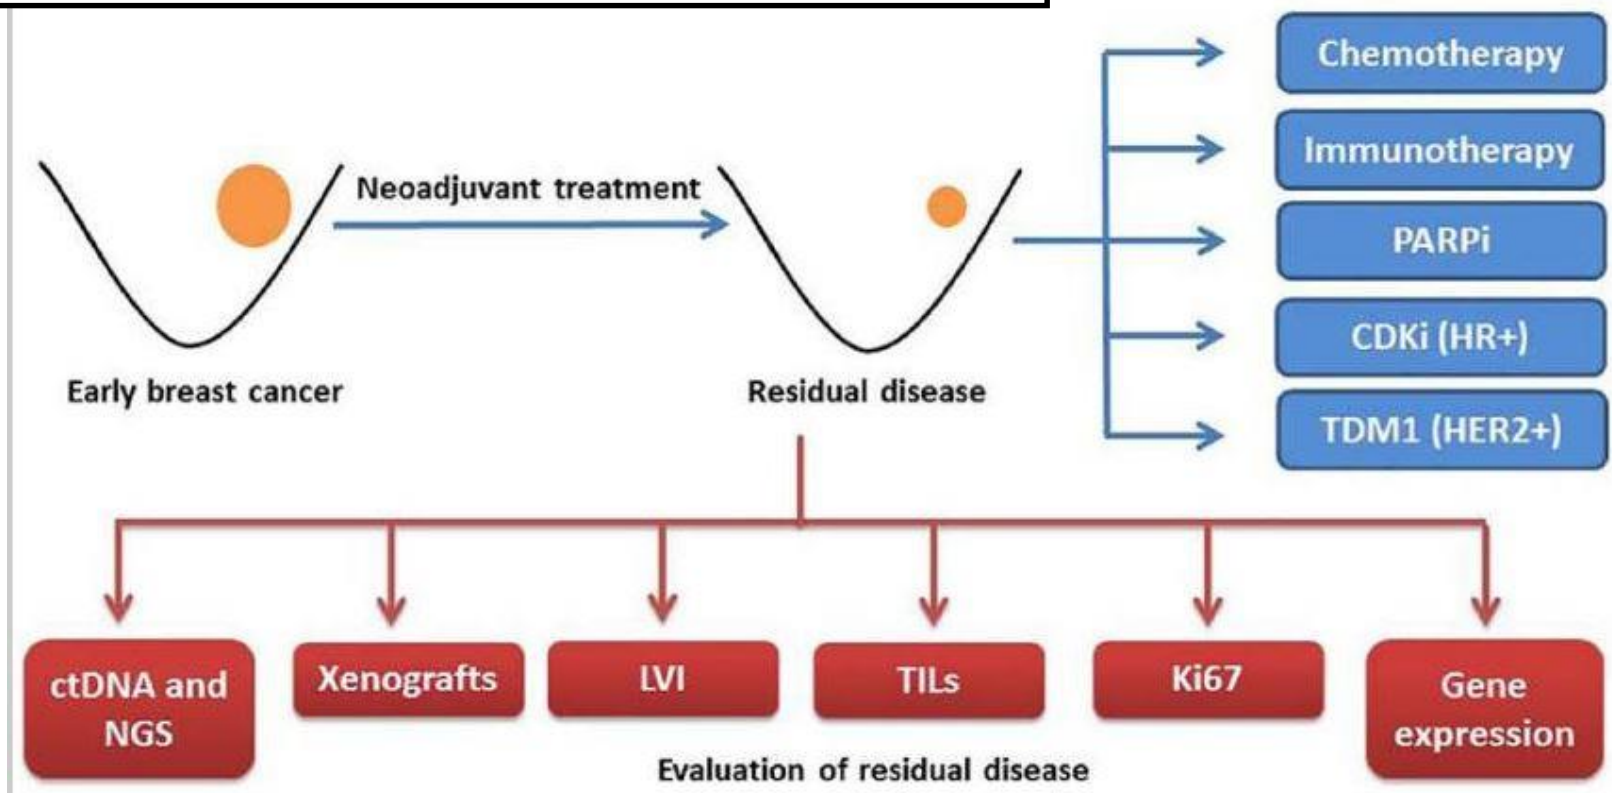 Chemotherapy
Immunotherapy
Neoadjuvant treatment
PARPi
CDKi (HR+)
Early breast cancer
Residual disease
TDM1 (HER2+)
ctDNA and
NGS
Xenografts
LVI
TILs
Ki67
Gene
expression
Evaluation of residual disease